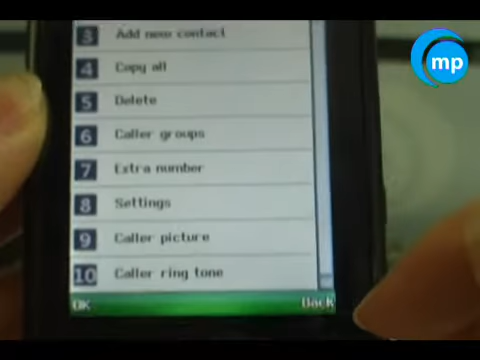 3 Add new contact
4 Copy all
5 Delete
6 Caller groups
7 Extra number
8 Settings
9 Caller picture
10 Caller ring tone
OK Back
mp